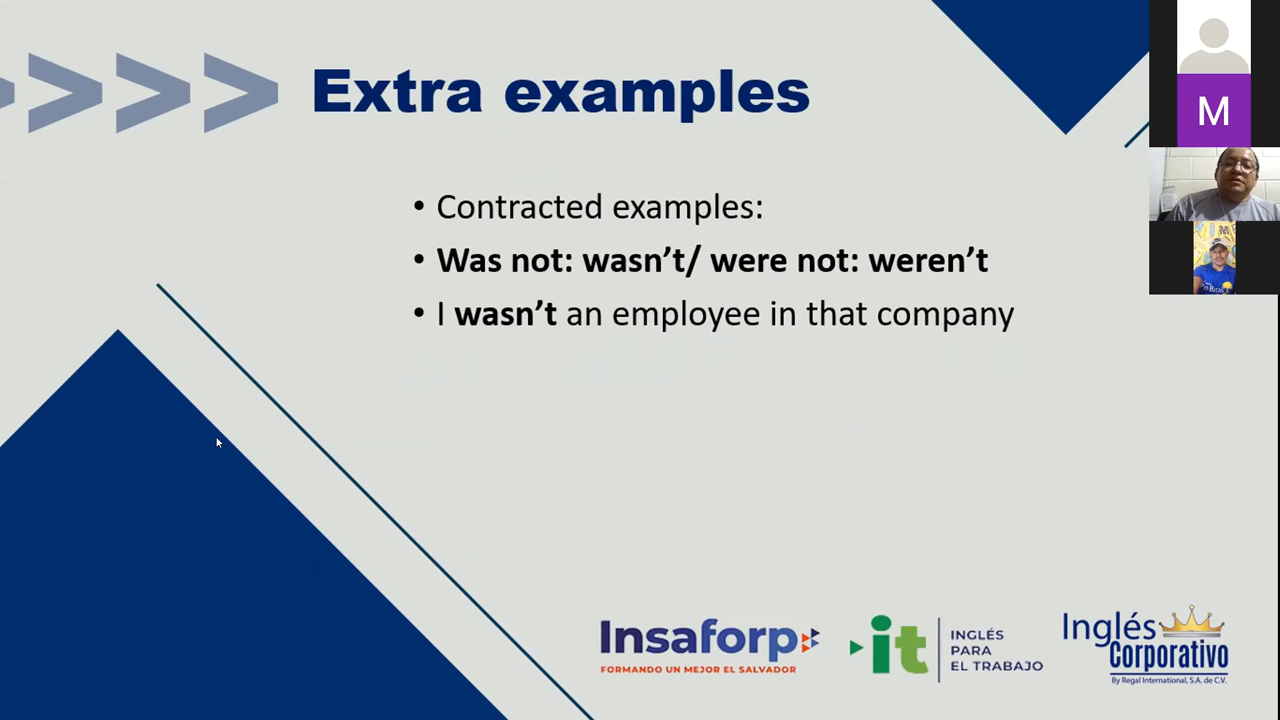 Extra examples
• Contracted examples:
• Was not: wasn’t/ were not: weren’t
• I wasn’t an employee in that company
M
Insaforp
FORMANDO UN MEJOR EL SALVADOR
it
INGLÉS
PARA
EL TRABAJO
Inglés
Corporativo
By Regal International, S.A. de C.V.